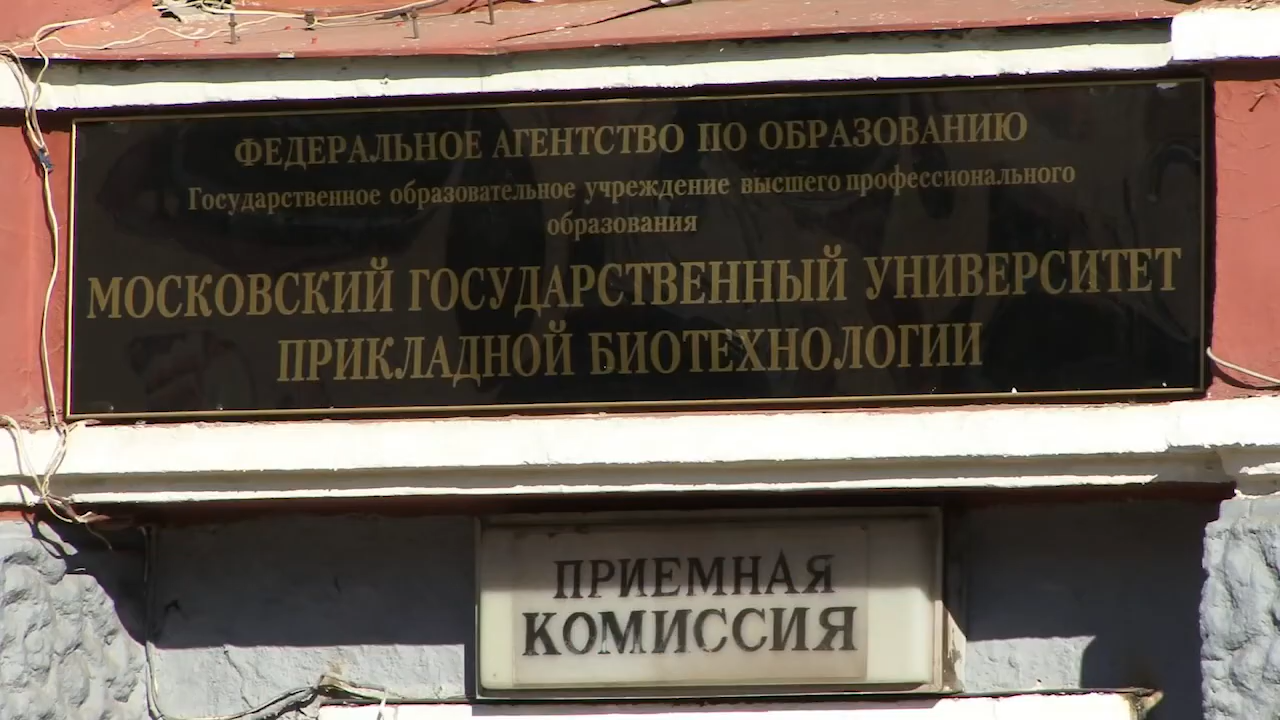 ФЕДЕРАЛЬНОЕ АГЕНТСТВО ПО ОБРАЗОВАНИЮ
Государственное образовательное учреждение высшего профессионального
образования
МОСКОВСКИЙ ГОСУДАРСТВЕННЫЙ УНИВЕРСИТЕТ
ПРИКЛАДНОЙ БИОТЕХНОЛОГИИ
ПРИЕМНАЯ
КОМИССИЯ